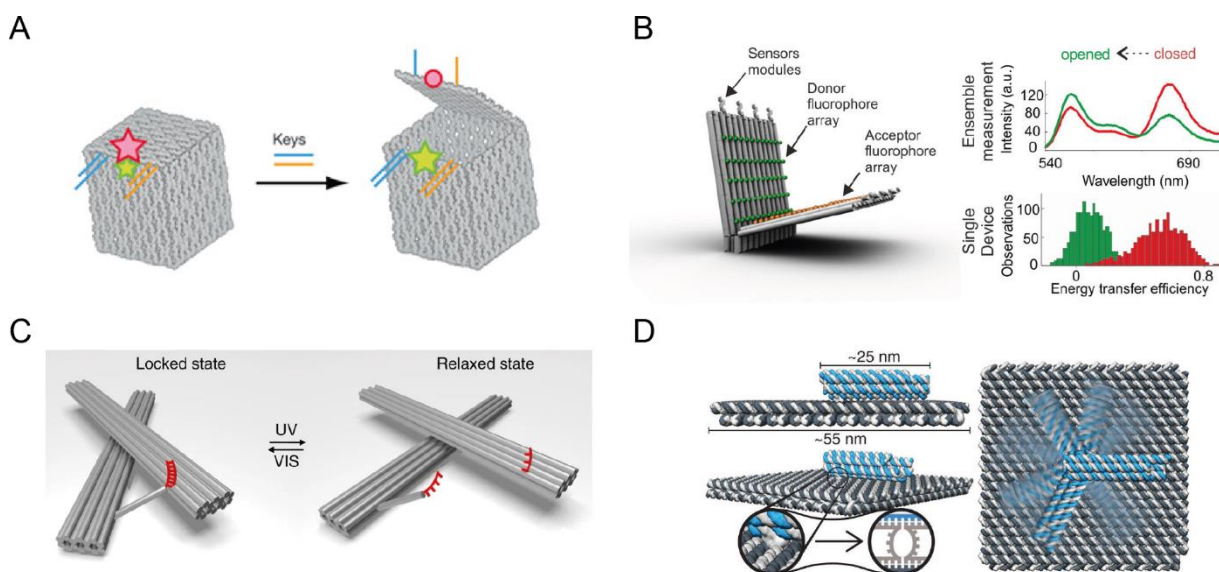 A
Keys
B
Sensors
modules
Donor
fluorophore
array
Acceptor
fluorophore
array
opened closed
Ensemble
measurement
Intensity (a.u.)
120
80
40
0
540 690
Wavelength (nm)
Single
Device
Observations
100
50
0
0 0.8
Energy transfer efficiency
C
Locked state
Relaxed state
UV
VIS
D
~25 nm
~55 nm